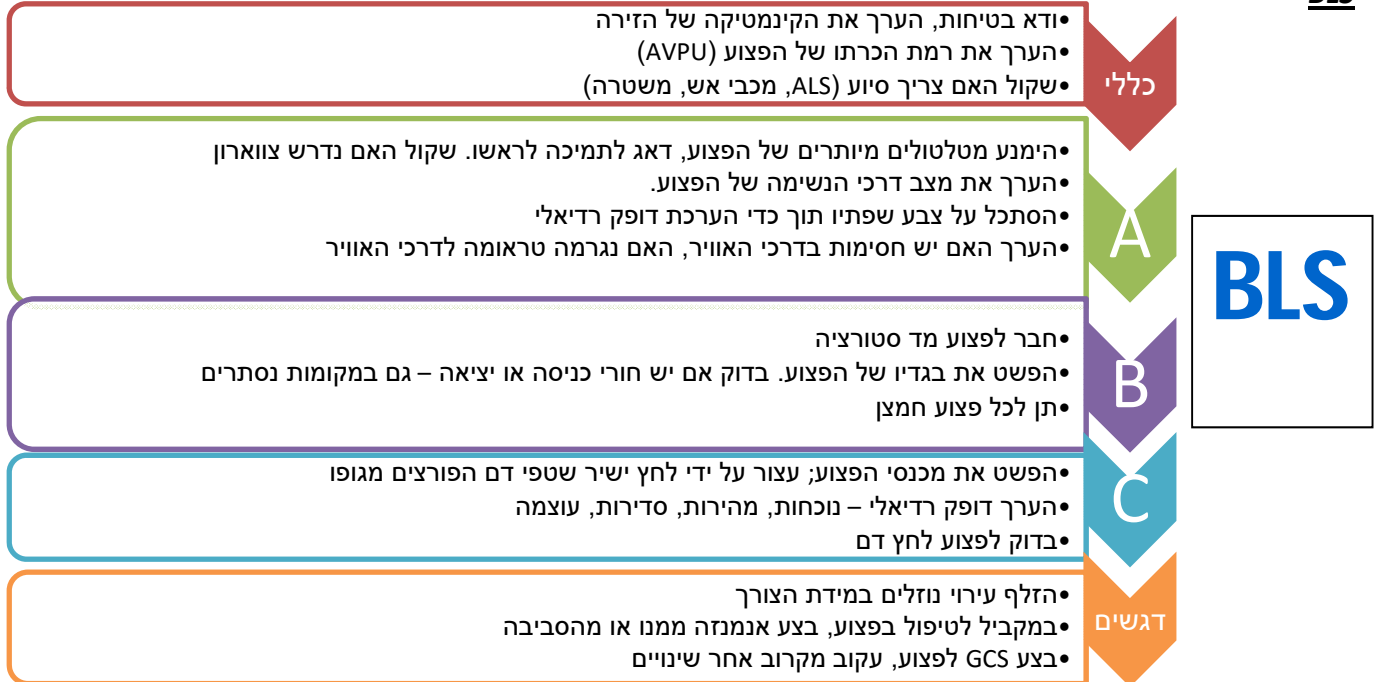 BLS
כללי
•ודא בטיחות, הערך את הקינמטיקה של הזירה
•הערך את רמת הכרתו של הפצוע (AVPU)
•שקול האם צריך סיוע (ALS, מכבי אש, משטרה)
A
•הימנע מטלטולים מיותרים של הפצוע, דאג לתמיכה לראשו. שקול האם נדרש צווארון
•הערך את מצב דרכי הנשימה של הפצוע.
•הסתכל על צבע שפתיו תוך כדי הערכת דופק רדיאלי
•הערך האם יש חסימות בדרכי האוויר, האם נגרמה טראומה לדרכי האוויר
BLS
B
•חבר לפצוע מד סטורציה
•הפשט את בגדיו של הפצוע. בדוק אם יש חורי כניסה או יציאה – גם במקומות נסתרים
•תן לכל פצוע חמצן
C
•הפשט את מכנסי הפצוע; עצור על ידי לחץ ישיר שטפי דם הפורצים מגופו
•הערך דופק רדיאלי – נוכחות, מהירות, סדירות, עוצמה
•בדוק לפצוע לחץ דם
דגשים
•הזלף עירוי נוזלים במידת הצורך
•במקביל לטיפול בפצוע, בצע אנמנזה ממנו או מהסביבה
•בצע GCS לפצוע, עקוב מקרוב אחר שינויים